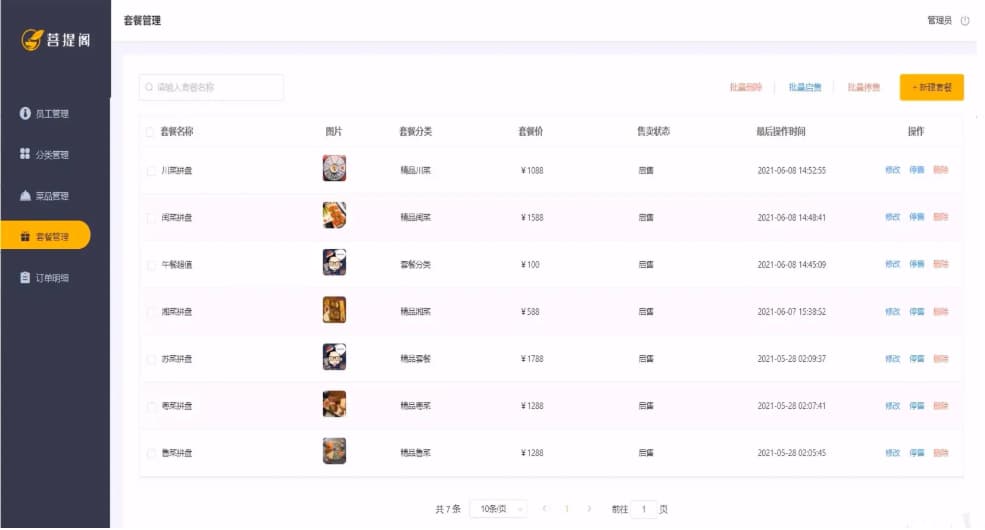 菩提阁
套餐管理
管理员
员工管理
分类管理
菜品管理
套餐管理
订单明细
请输入套餐名称
批量删除 批量启售 批量停售 + 新建套餐
套餐名称 图片 套餐分类 套餐价 售卖状态 最后操作时间 操作
川菜拼盘 精品川菜 ¥1088 启售 2021-06-08 14:52:55 修改 停售 删除
闽菜拼盘 精品闽菜 ¥1588 启售 2021-06-08 14:48:41 修改 停售 删除
午餐超值 套餐分类 ¥100 启售 2021-06-08 14:45:09 修改 停售 删除
湘菜拼盘 精品湘菜 ¥588 启售 2021-06-07 15:38:52 修改 停售 删除
苏菜拼盘 精品套餐 ¥1788 启售 2021-05-28 02:09:37 修改 停售 删除
粤菜拼盘 精品粤菜 ¥1288 启售 2021-05-28 02:07:41 修改 停售 删除
鲁菜拼盘 精品鲁菜 ¥1288 启售 2021-05-28 02:05:45 修改 停售 删除
共 7 条 10条/页 1 前往 1 页